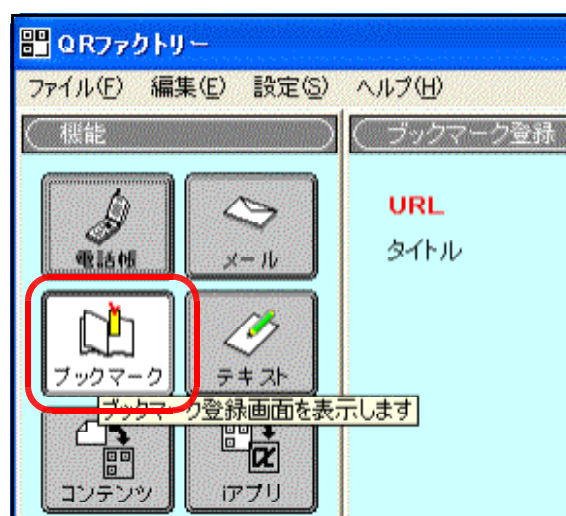 QRファクトリー
ファイル(F) 編集(E) 設定(S) ヘルプ(H)
機能
ブックマーク登録
URL
タイトル
電話帳
メール
ブックマーク
テキスト
ブックマーク登録画面を表示します
コンテンツ
iアプリ